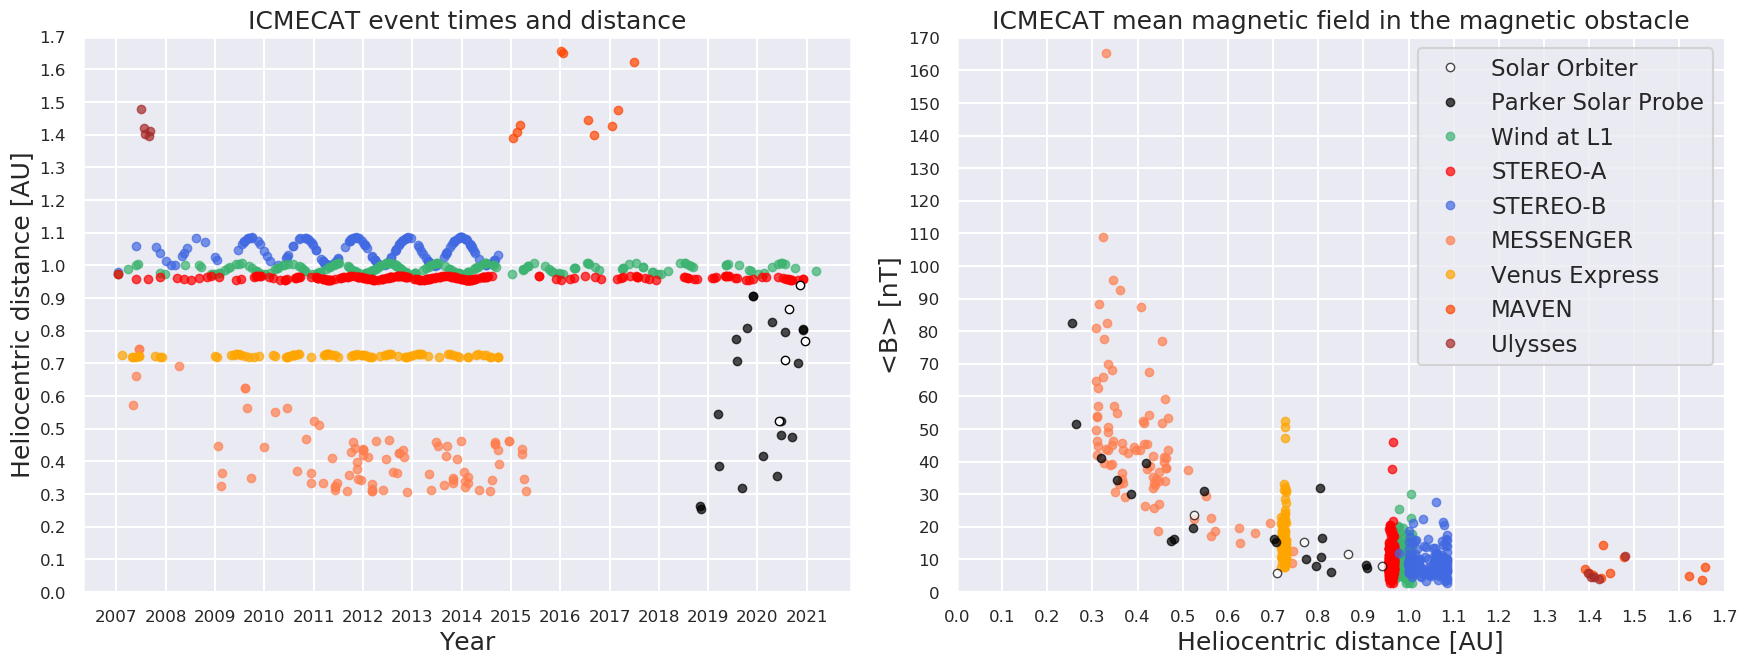 ICMECAT event times and distance
Heliocentric distance [AU]
1.7
1.6
1.5
1.4
1.3
1.2
1.1
1.0
0.9
0.8
0.7
0.6
0.5
0.4
0.3
0.2
0.1
0.0
2007 2008 2009 2010 2011 2012 2013 2014 2015 2016 2017 2018 2019 2020 2021
Year
ICMECAT mean magnetic field in the magnetic obstacle
<B> [nT]
170
160
150
140
130
120
110
100
90
80
70
60
50
40
30
20
10
0
0.0 0.1 0.2 0.3 0.4 0.5 0.6 0.7 0.8 0.9 1.0 1.1 1.2 1.3 1.4 1.5 1.6 1.7
Heliocentric distance [AU]
Solar Orbiter
Parker Solar Probe
Wind at L1
STEREO-A
STEREO-B
MESSENGER
Venus Express
MAVEN
Ulysses